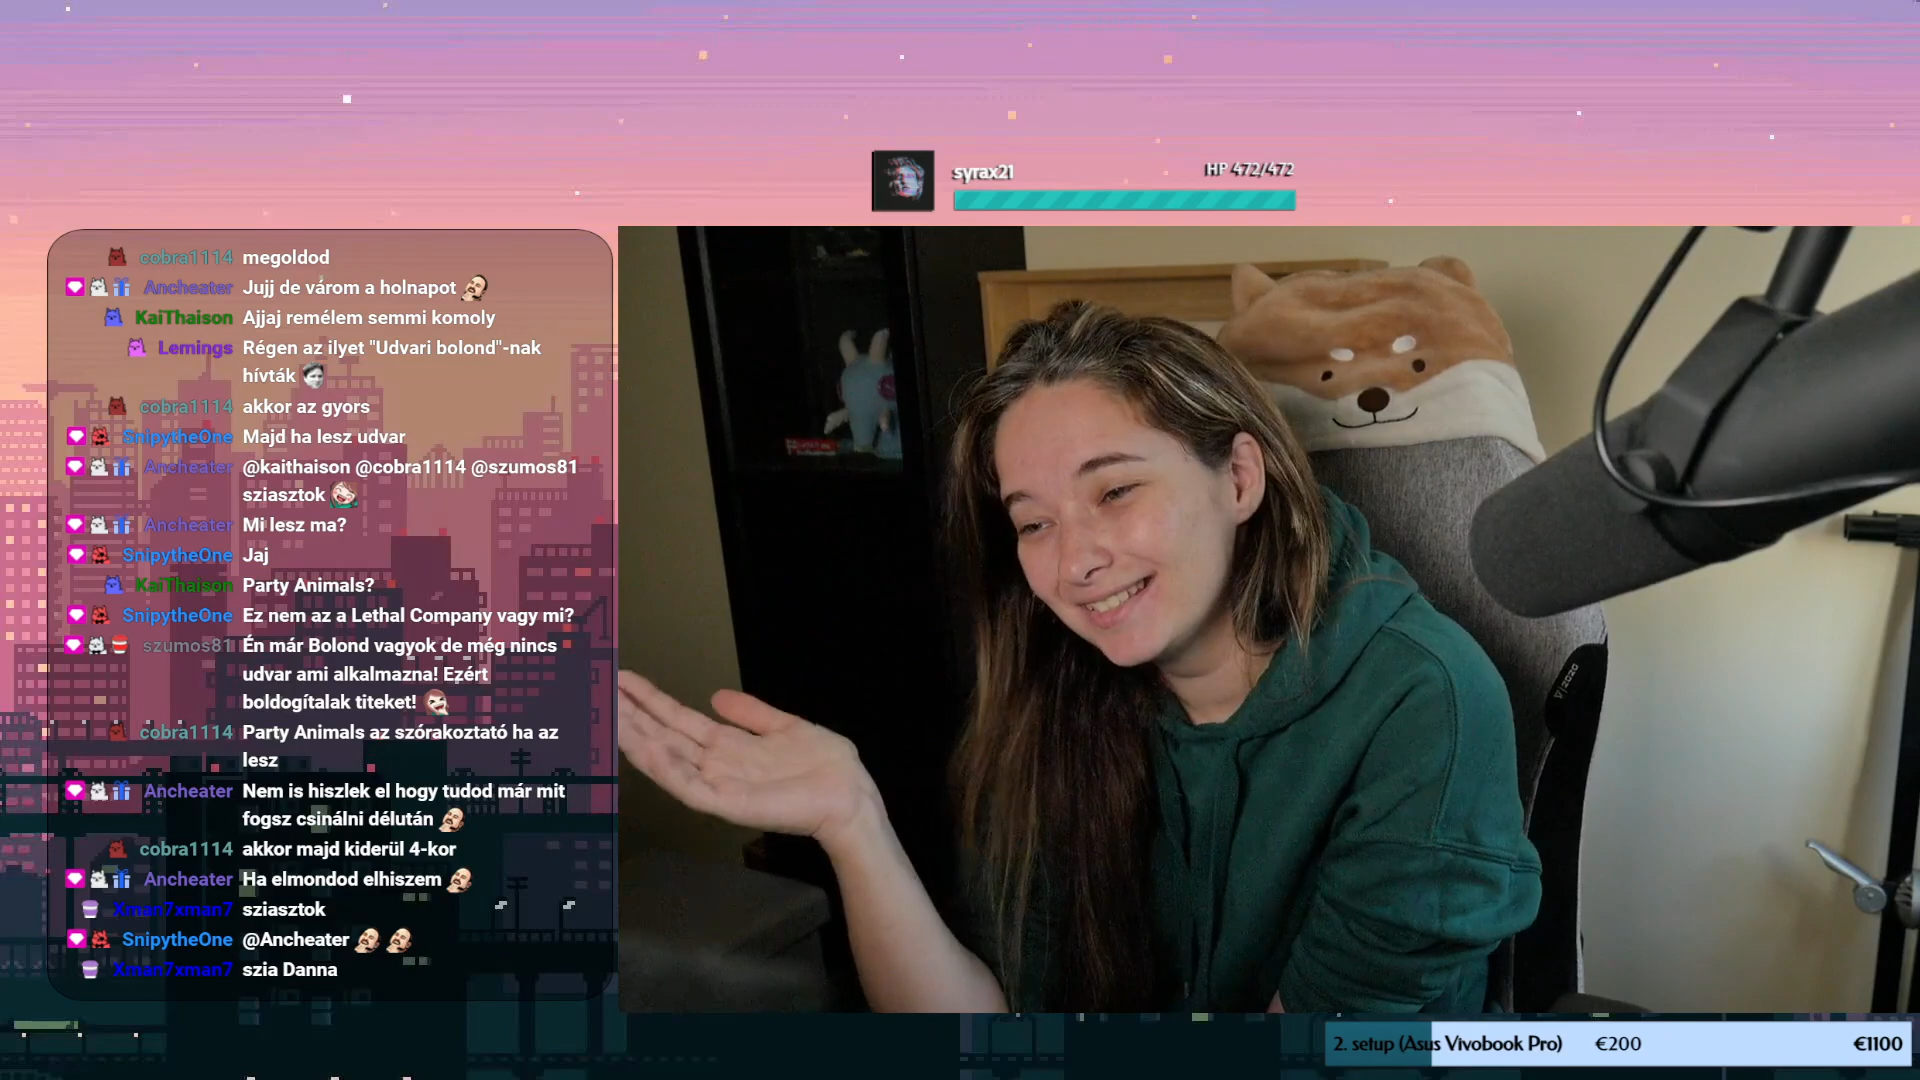 syrax21 HP 472/472
cobra1114 megoldod
Ancheater Jujj de várom a holnapot
KaiThaison Ajjaj remélem semmi komoly
Lemings Régen az ilyet "Udvari bolond"-nak
hívták
cobra1114 akkor az gyors
SnipytheOne Majd ha lesz udvar
Ancheater @kaithaison @cobra1114 @szumos81
sziasztok
Ancheater Mi lesz ma?
SnipytheOne Jaj
KaiThaison Party Animals?
SnipytheOne Ez nem az a Lethal Company vagy mi?
szumos81 Én már Bolond vagyok de még nincs
udvar ami alkalmazna! Ezért
boldogítalak titeket!
cobra1114 Party Animals az szórakoztató ha az
lesz
Ancheater Nem is hiszlek el hogy tudod már mit
fogsz csinálni délután
cobra1114 akkor majd kiderül 4-kor
Ancheater Ha elmondod elhiszem
Xman7xman7 sziasztok
SnipytheOne @Ancheater
Xman7xman7 szia Danna
V|2020
2. setup (Asus Vivobook Pro) €200 €1100